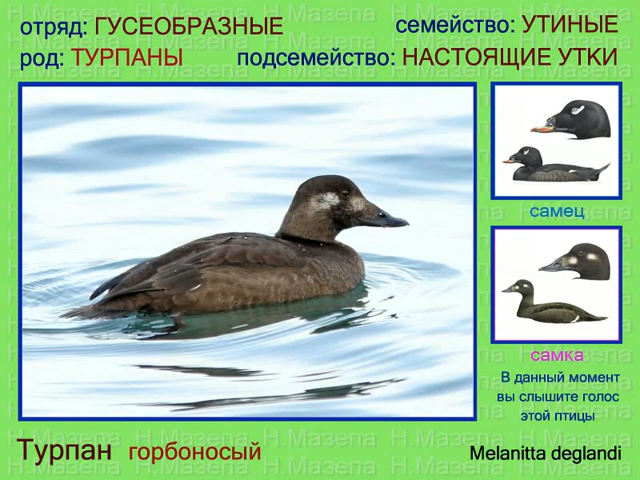 отряд: ГУСЕОБРАЗНЫЕ семейство: УТИНЫЕ
род: ТУРПАНЫ подсемейство: НАСТОЯЩИЕ УТКИ
самец
самка
В данный момент
вы слышите голос
этой птицы
Турпан горбоносый Melanitta deglandi
Н.Мазепа